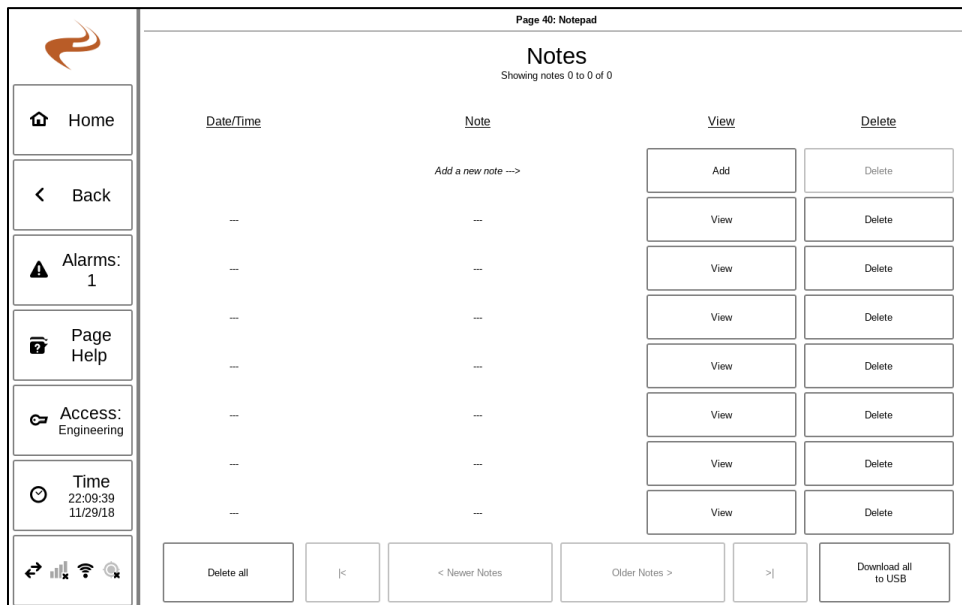 Page 40: Notepad
Notes
Showing notes 0 to 0 of 0
Home
Back
Alarms:
1
Page
Help
Access:
Engineering
Time
22:09:39
11/29/18
Date/Time Note View Delete
Add a new note ---> Add Delete
--- --- View Delete
--- --- View Delete
--- --- View Delete
--- --- View Delete
--- --- View Delete
--- --- View Delete
--- --- View Delete
Delete all |< < Newer Notes Older Notes > >| Download all
to USB